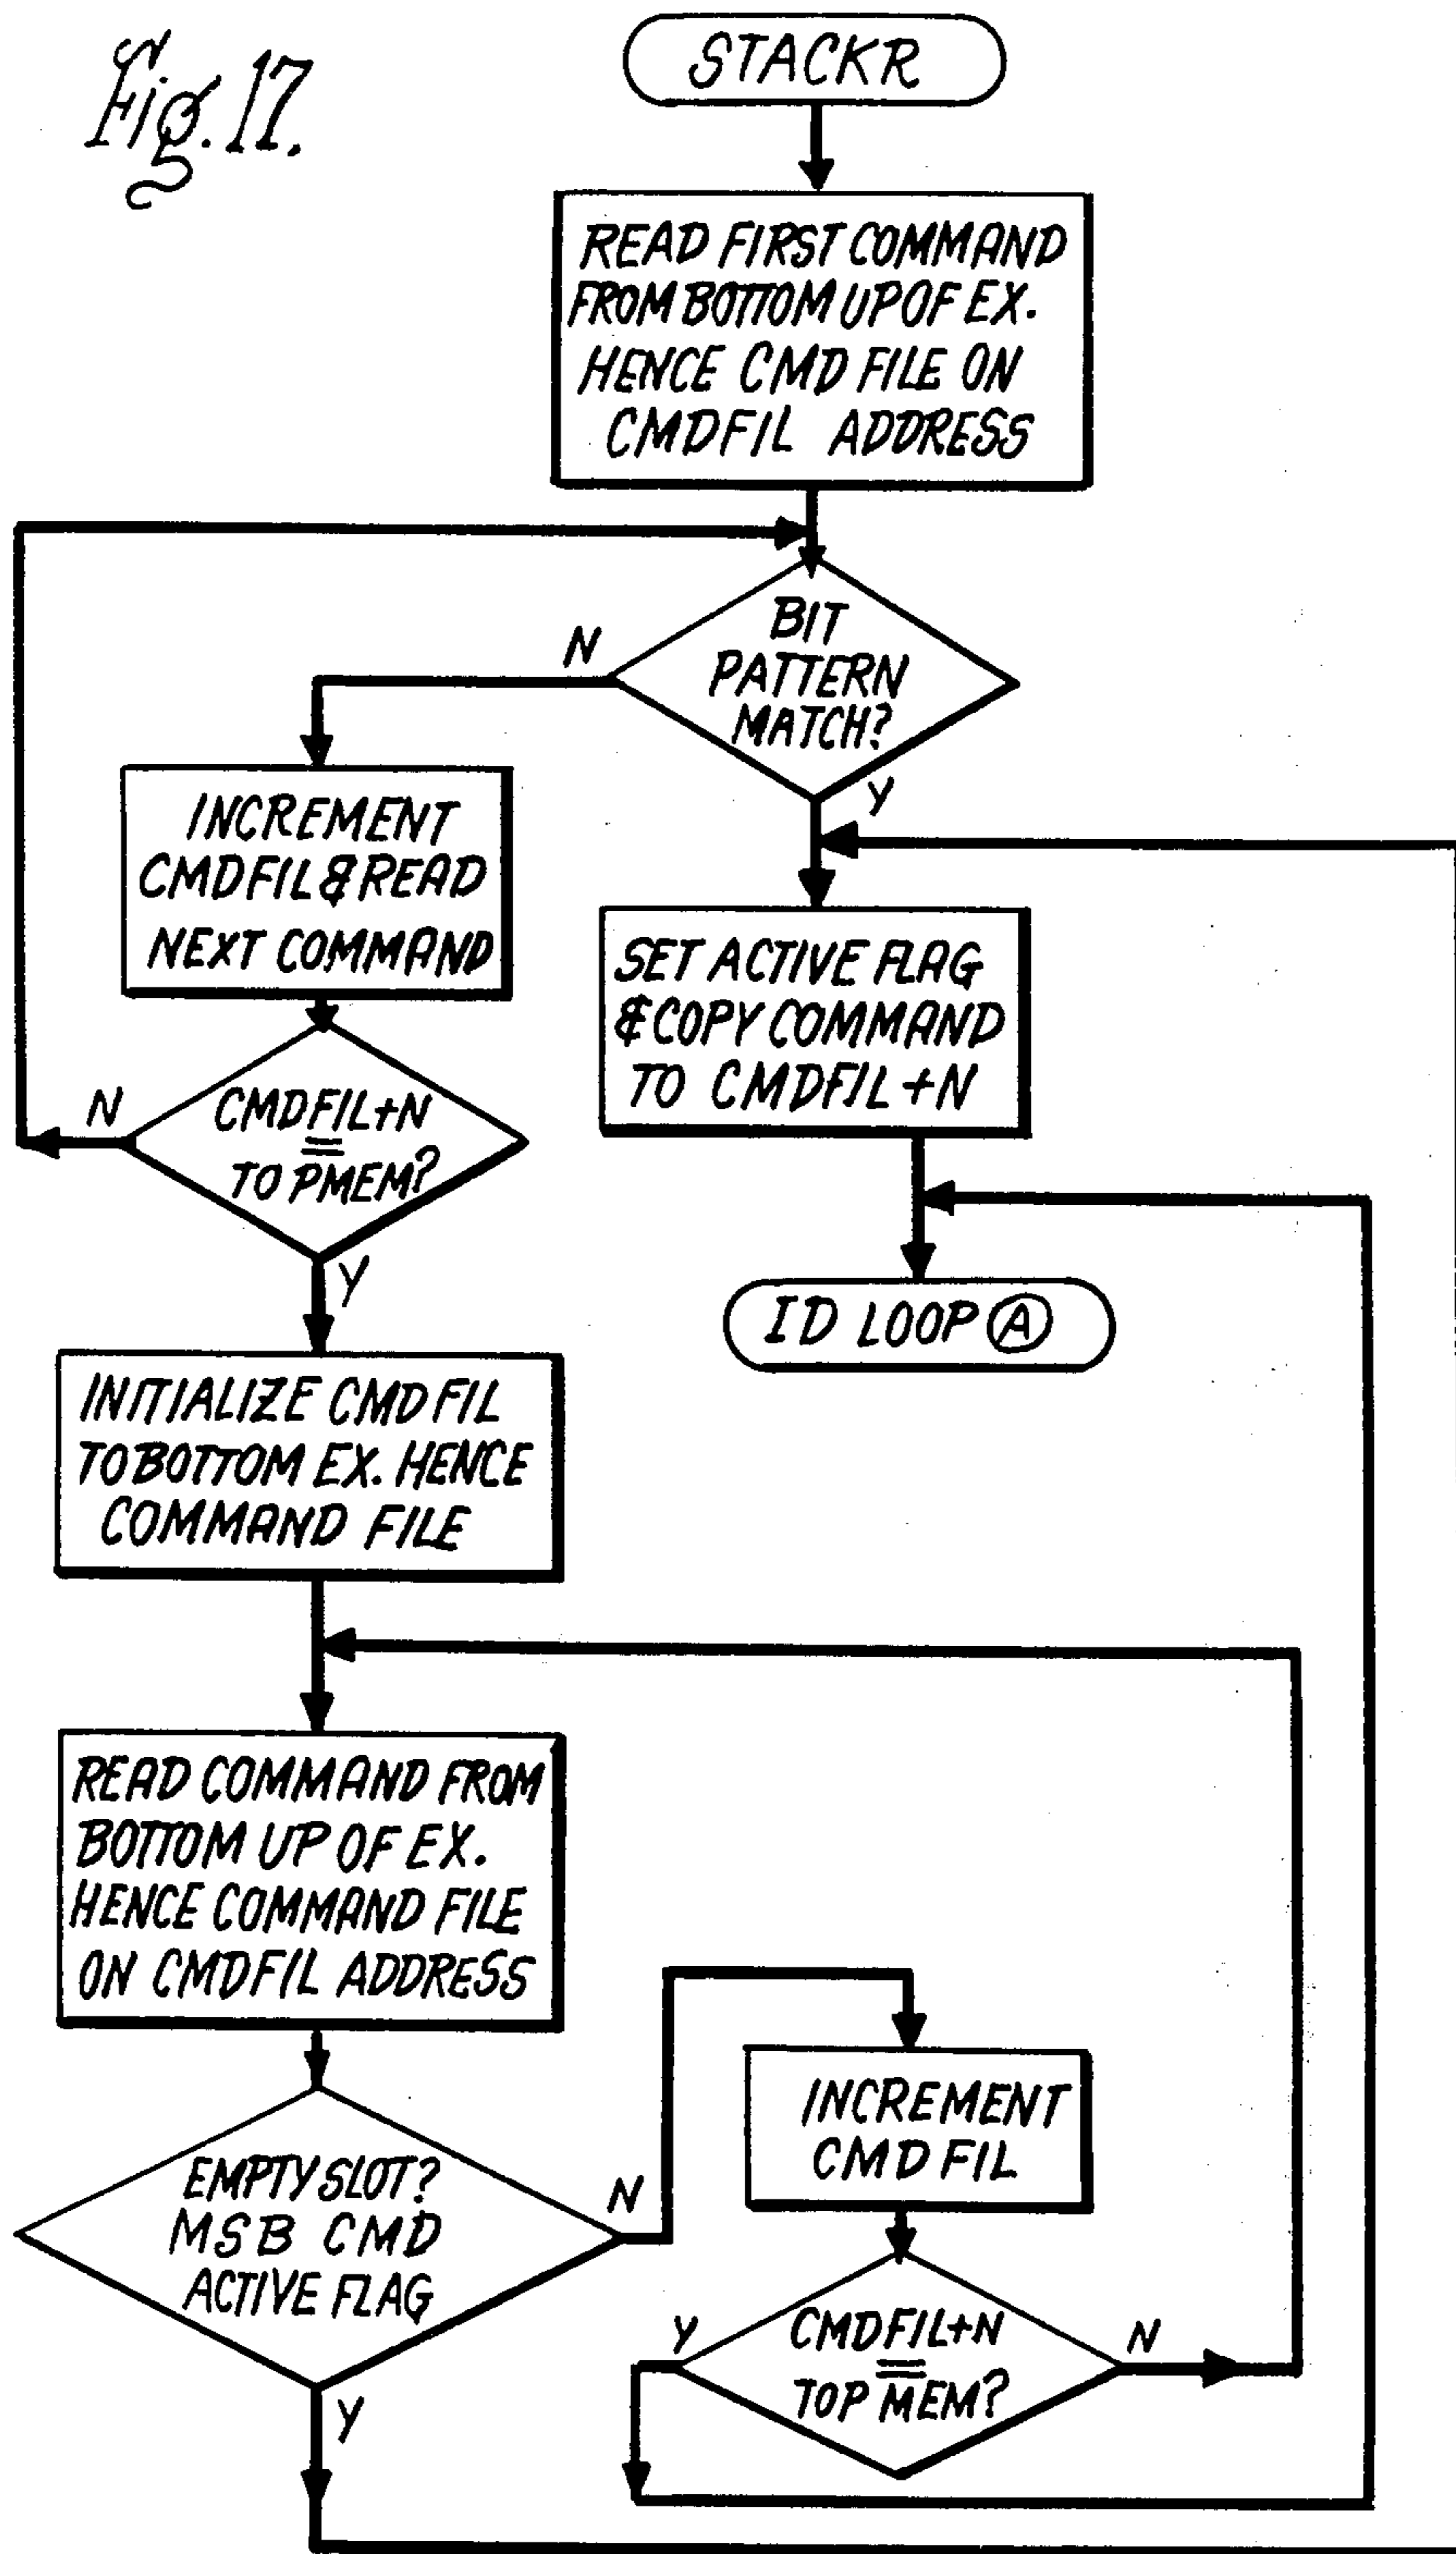 Fig. 17.
STACKR
READ FIRST COMMAND
FROM BOTTOM UP OF EX.
HENCE CMD FILE ON
CMDFIL ADDRESS
BIT
PATTERN
MATCH?
N
Y
INCREMENT
CMDFIL & READ
NEXT COMMAND
SET ACTIVE FLAG
& COPY COMMAND
TO CMDFIL+N
N
CMDFIL+N
=
TO PMEM?
Y
ID LOOP A
INITIALIZE CMDFIL
TO BOTTOM EX. HENCE
COMMAND FILE
READ COMMAND FROM
BOTTOM UP OF EX.
HENCE COMMAND FILE
ON CMDFIL ADDRESS
EMPTY SLOT?
MSB CMD
ACTIVE FLAG
N
Y
INCREMENT
CMD FIL
Y
CMDFIL+N
=
TOP MEM?
N